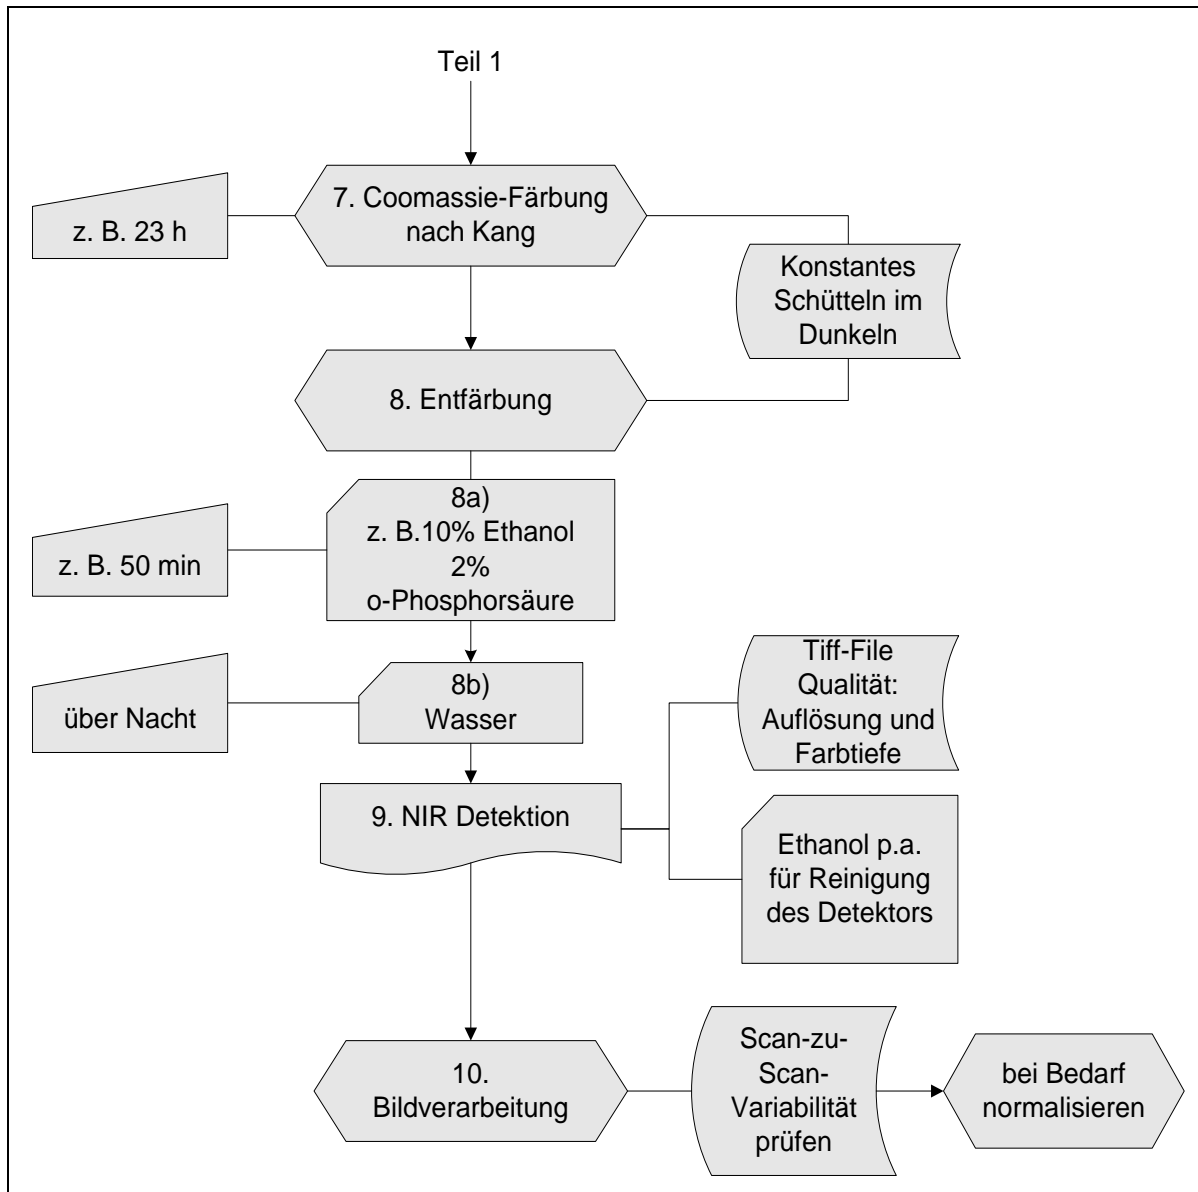 Teil 1
z. B. 23 h
7. Coomassie-Färbung
nach Kang
Konstantes
Schütteln im
Dunkeln
8. Entfärbung
z. B. 50 min
8a)
z. B.10% Ethanol
2%
o-Phosphorsäure
über Nacht
8b)
Wasser
Tiff-File
Qualität:
Auflösung und
Farbtiefe
9. NIR Detektion
Ethanol p.a.
für Reinigung
des Detektors
10.
Bildverarbeitung
Scan-zu-
Scan-
Variabilität
prüfen
bei Bedarf
normalisieren